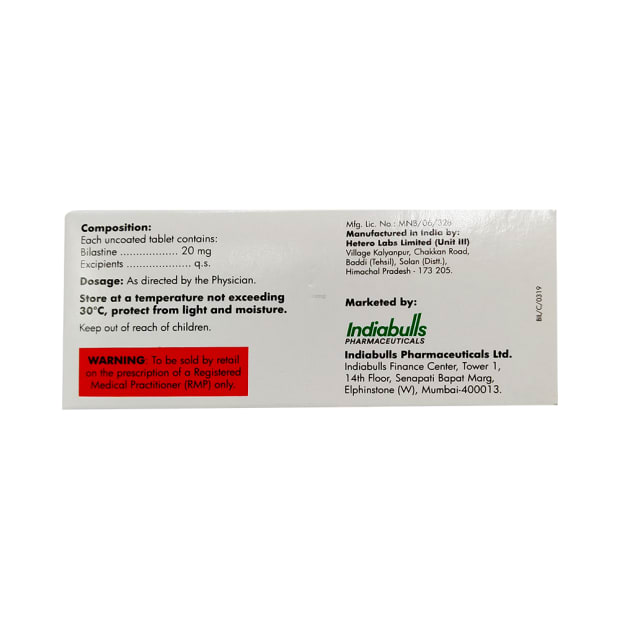 Composition:
Each uncoated tablet contains:
Bilastine .................. 20 mg
Excipients .................... q.s.
Dosage: As directed by the Physician.
Store at a temperature not exceeding
30°C, protect from light and moisture.
Keep out of reach of children.
WARNING: To be sold by retail
on the prescription of a Registered
Medical Practitioner (RMP) only.
Mfg. Lic. No.: MNB/06/328
Manufactured in India by:
Hetero Labs Limited (Unit III)
Village Kalyanpur, Chakkan Road,
Baddi (Tehsil), Solan (Distt.),
Himachal Pradesh - 173 205.
Marketed by:
Indiabulls
PHARMACEUTICALS
Indiabulls Pharmaceuticals Ltd.
Indiabulls Finance Center, Tower 1,
14th Floor, Senapati Bapat Marg,
Elphinstone (W), Mumbai-400013.
BIL/C/0319